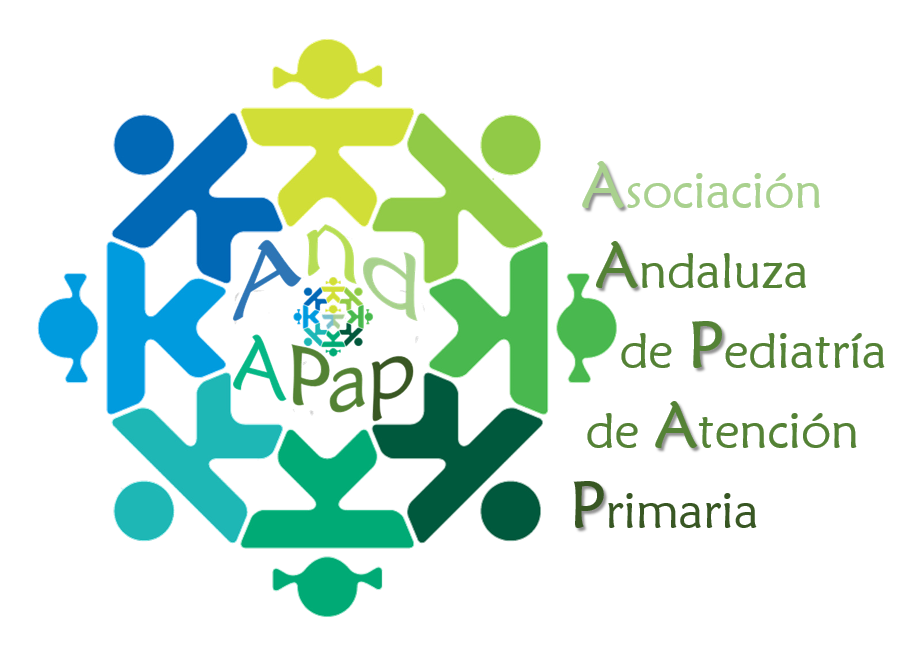 And
APap
Asociación
Andaluza
de Pediatría
de Atención
Primaria